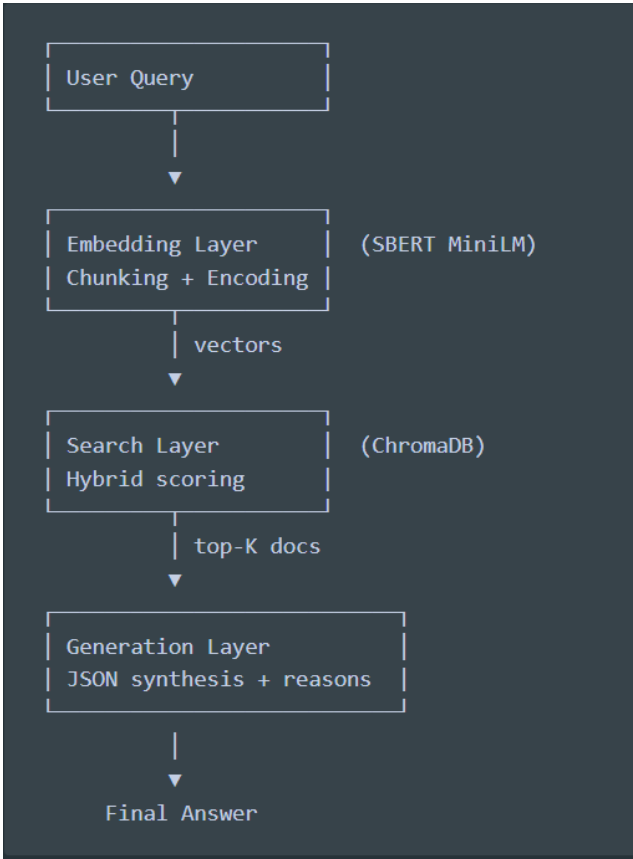 User Query
Embedding Layer (SBERT MiniLM)
Chunking + Encoding
vectors
Search Layer (ChromaDB)
Hybrid scoring
top-K docs
Generation Layer
JSON synthesis + reasons
Final Answer